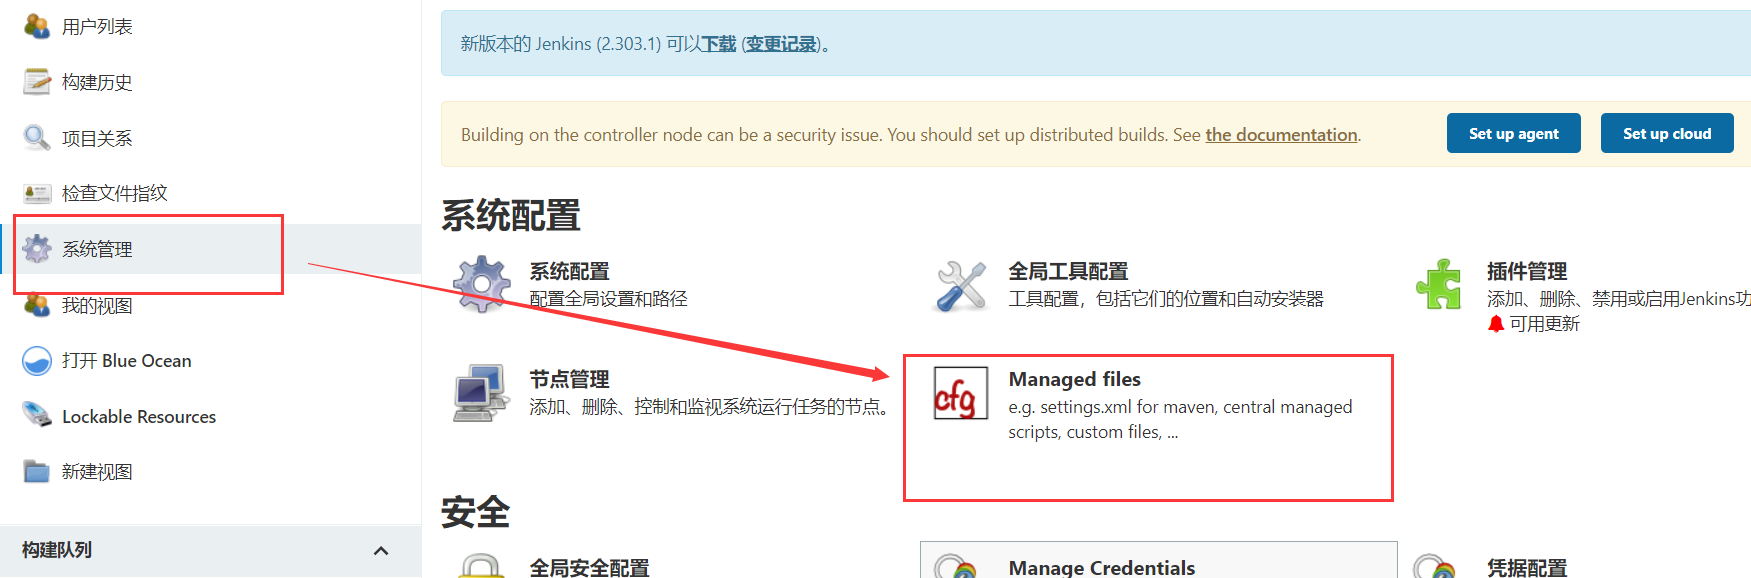 用户列表
构建历史
项目关系
检查文件指纹
系统管理
我的视图
打开 Blue Ocean
Lockable Resources
新建视图
构建队列
新版本的 Jenkins (2.303.1) 可以下载 (变更记录)。
Building on the controller node can be a security issue. You should set up distributed builds. See the documentation.
Set up agent
Set up cloud
系统配置
系统配置
配置全局设置和路径
全局工具配置
工具配置，包括它们的位置和自动安装器
插件管理
添加、删除、禁用或启用Jenkins功
可用更新
节点管理
添加、删除、控制和监视系统运行任务的节点。
cfg
Managed files
e.g. settings.xml for maven, central managed
scripts, custom files, ...
安全
全局安全配置
Manage Credentials
凭据配置